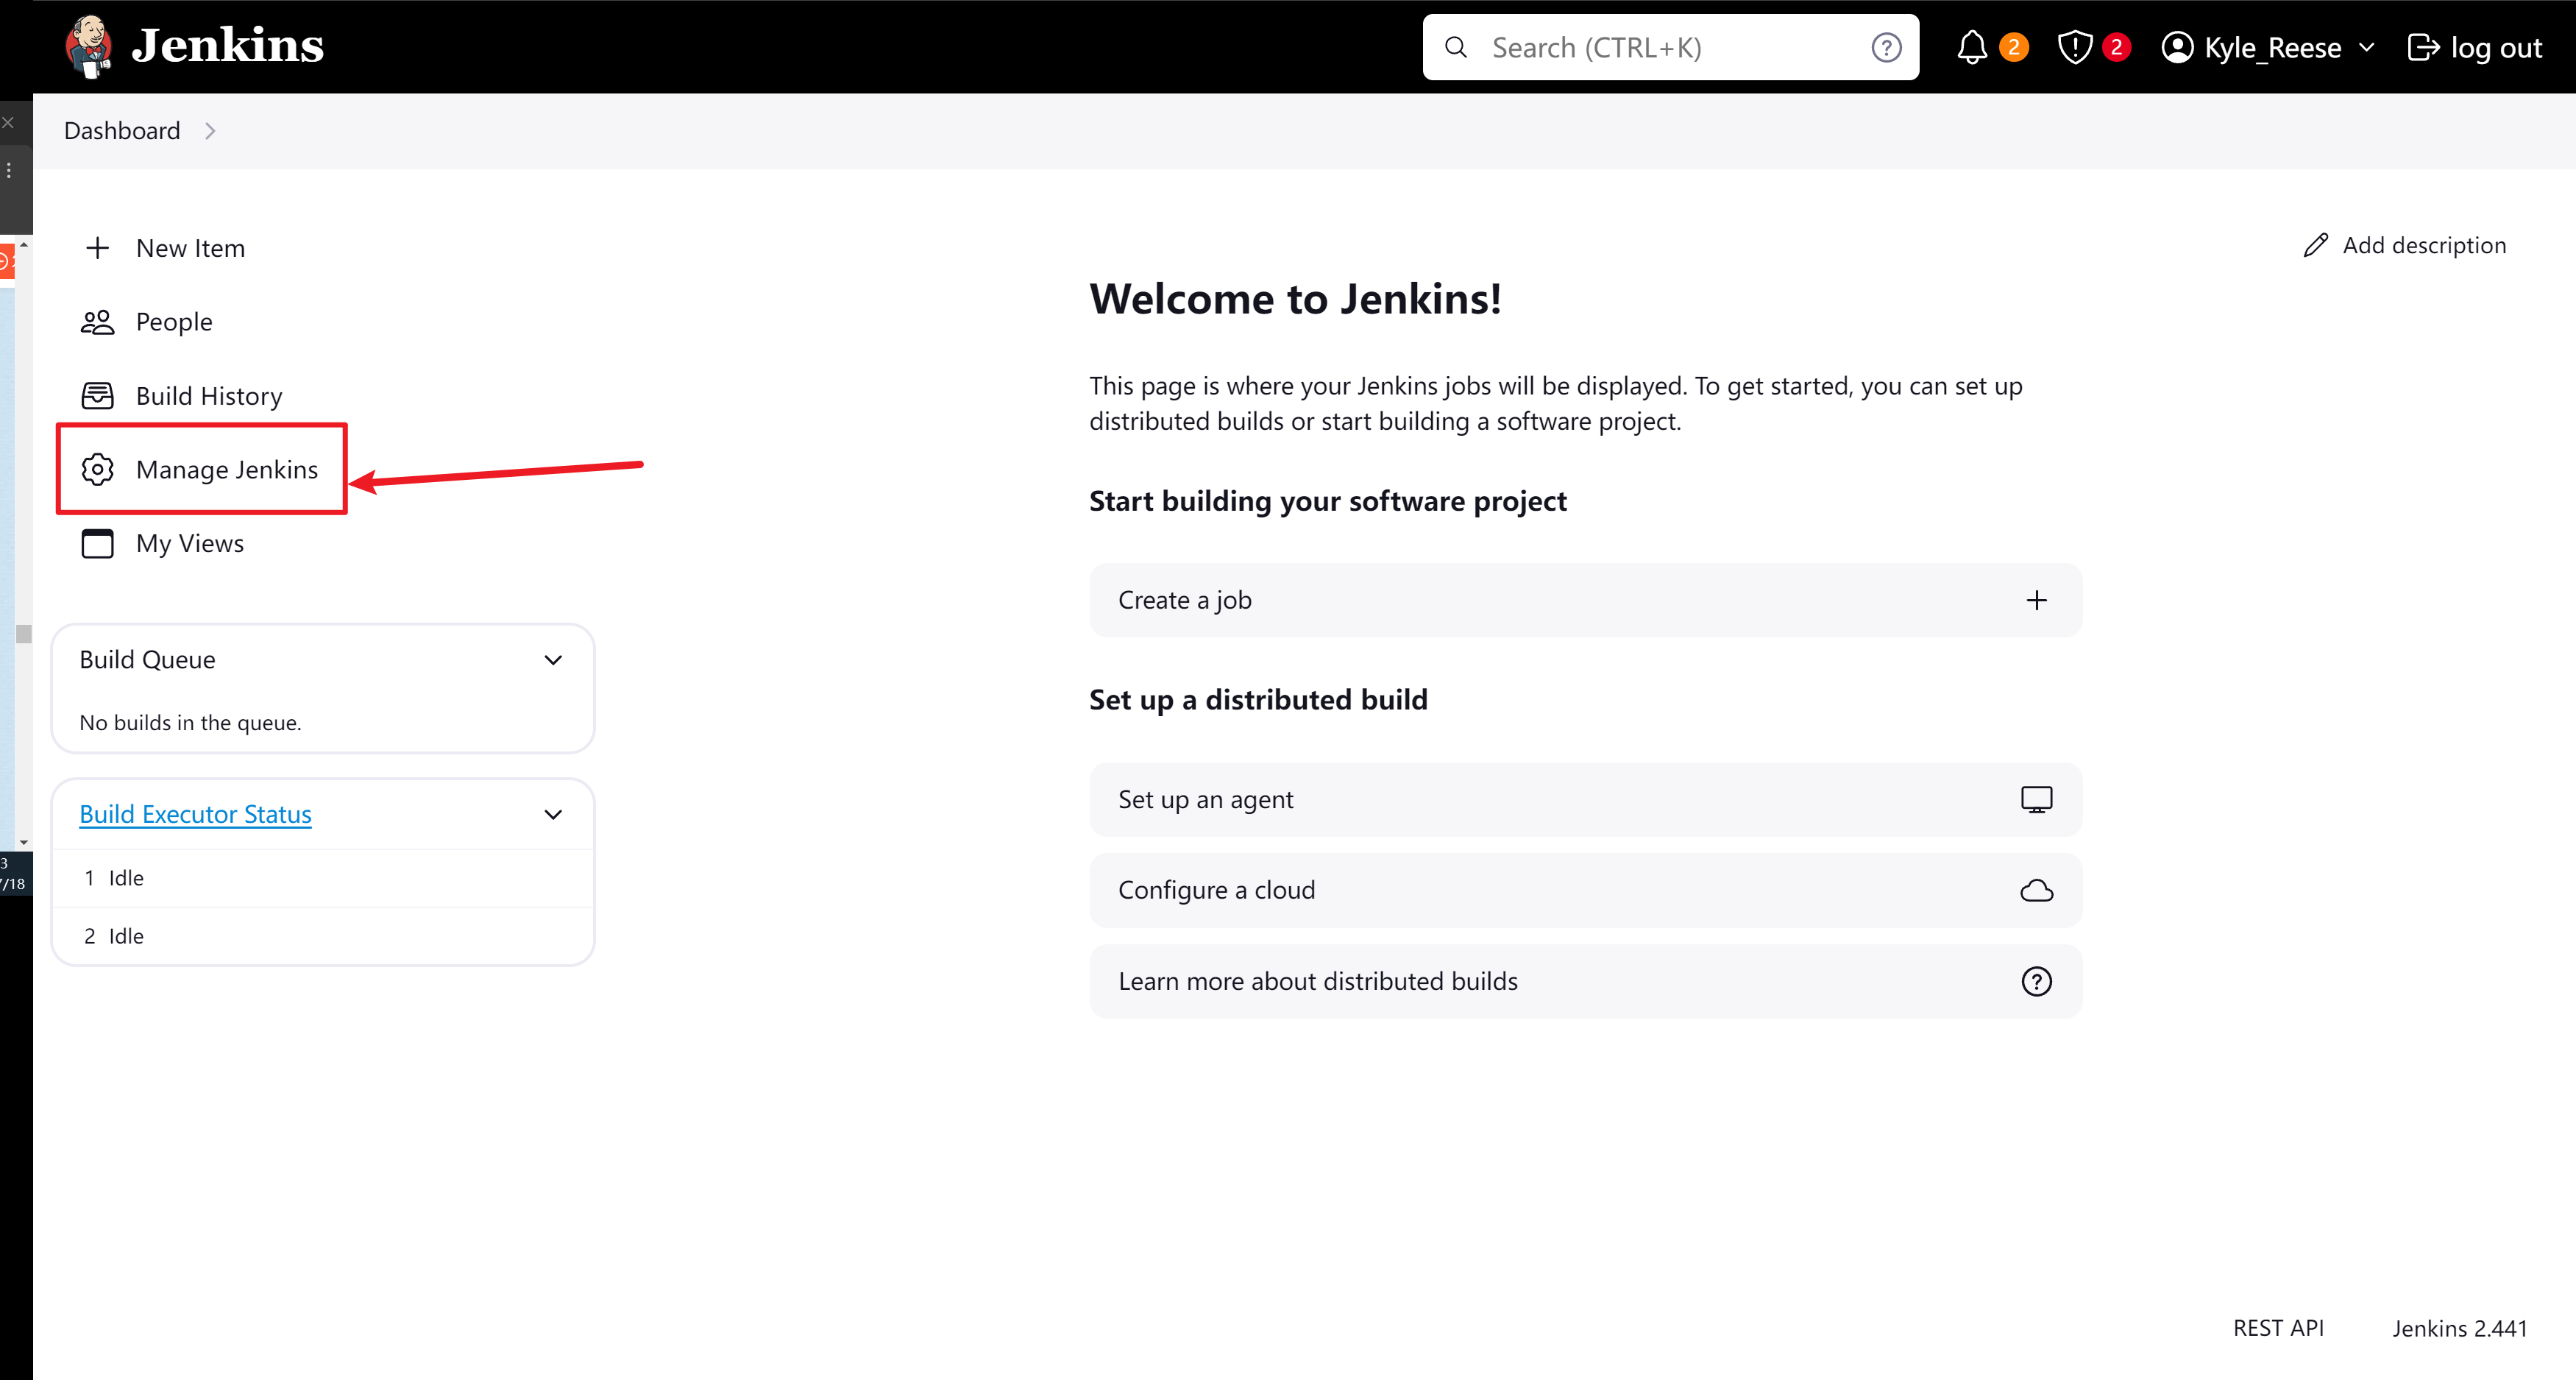 Jenkins
Search (CTRL+K)
2
2
Kyle_Reese
log out
Dashboard
New Item
People
Build History
Manage Jenkins
My Views
Build Queue
No builds in the queue.
Build Executor Status
1 Idle
2 Idle
Add description
Welcome to Jenkins!
This page is where your Jenkins jobs will be displayed. To get started, you can set up
distributed builds or start building a software project.
Start building your software project
Create a job
Set up a distributed build
Set up an agent
Configure a cloud
Learn more about distributed builds
3
/18
REST API
Jenkins 2.441